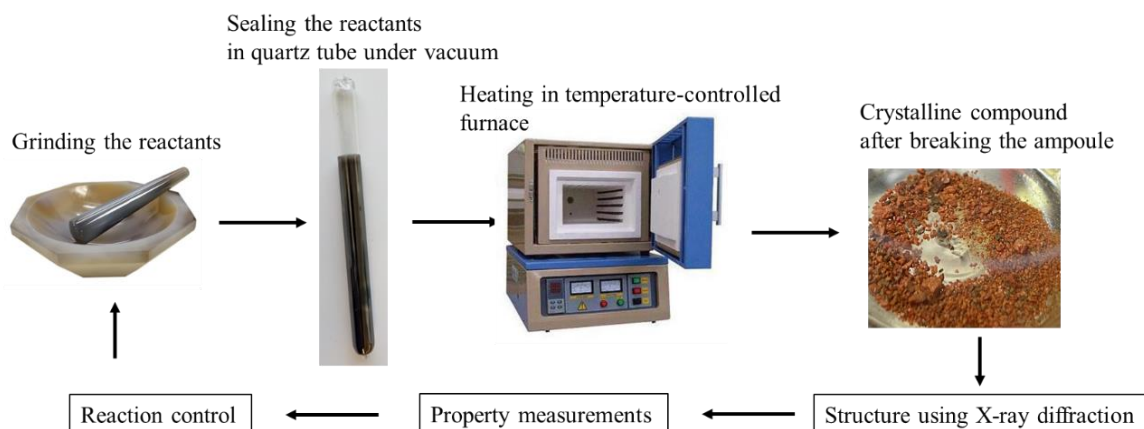 Sealing the reactants
in quartz tube under vacuum
Grinding the reactants
Heating in temperature-controlled
furnace
Crystalline compound
after breaking the ampoule
Reaction control
Property measurements
Structure using X-ray diffraction